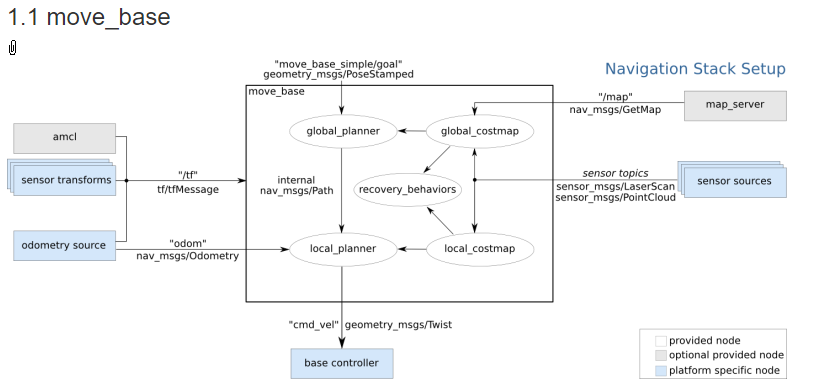 1.1 move_base
"move_base_simple/goal"
geometry_msgs/PoseStamped
Navigation Stack Setup
move_base
"/map"
nav_msgs/GetMap
map_server
amcl
global_planner
global_costmap
sensor transforms
"/tf"
tf/tfMessage
internal
nav_msgs/Path
recovery_behaviors
sensor topics
sensor_msgs/LaserScan
sensor_msgs/PointCloud
sensor sources
odometry source
"odom"
nav_msgs/Odometry
local_planner
local_costmap
"cmd_vel" geometry_msgs/Twist
base controller
provided node
optional provided node
platform specific node